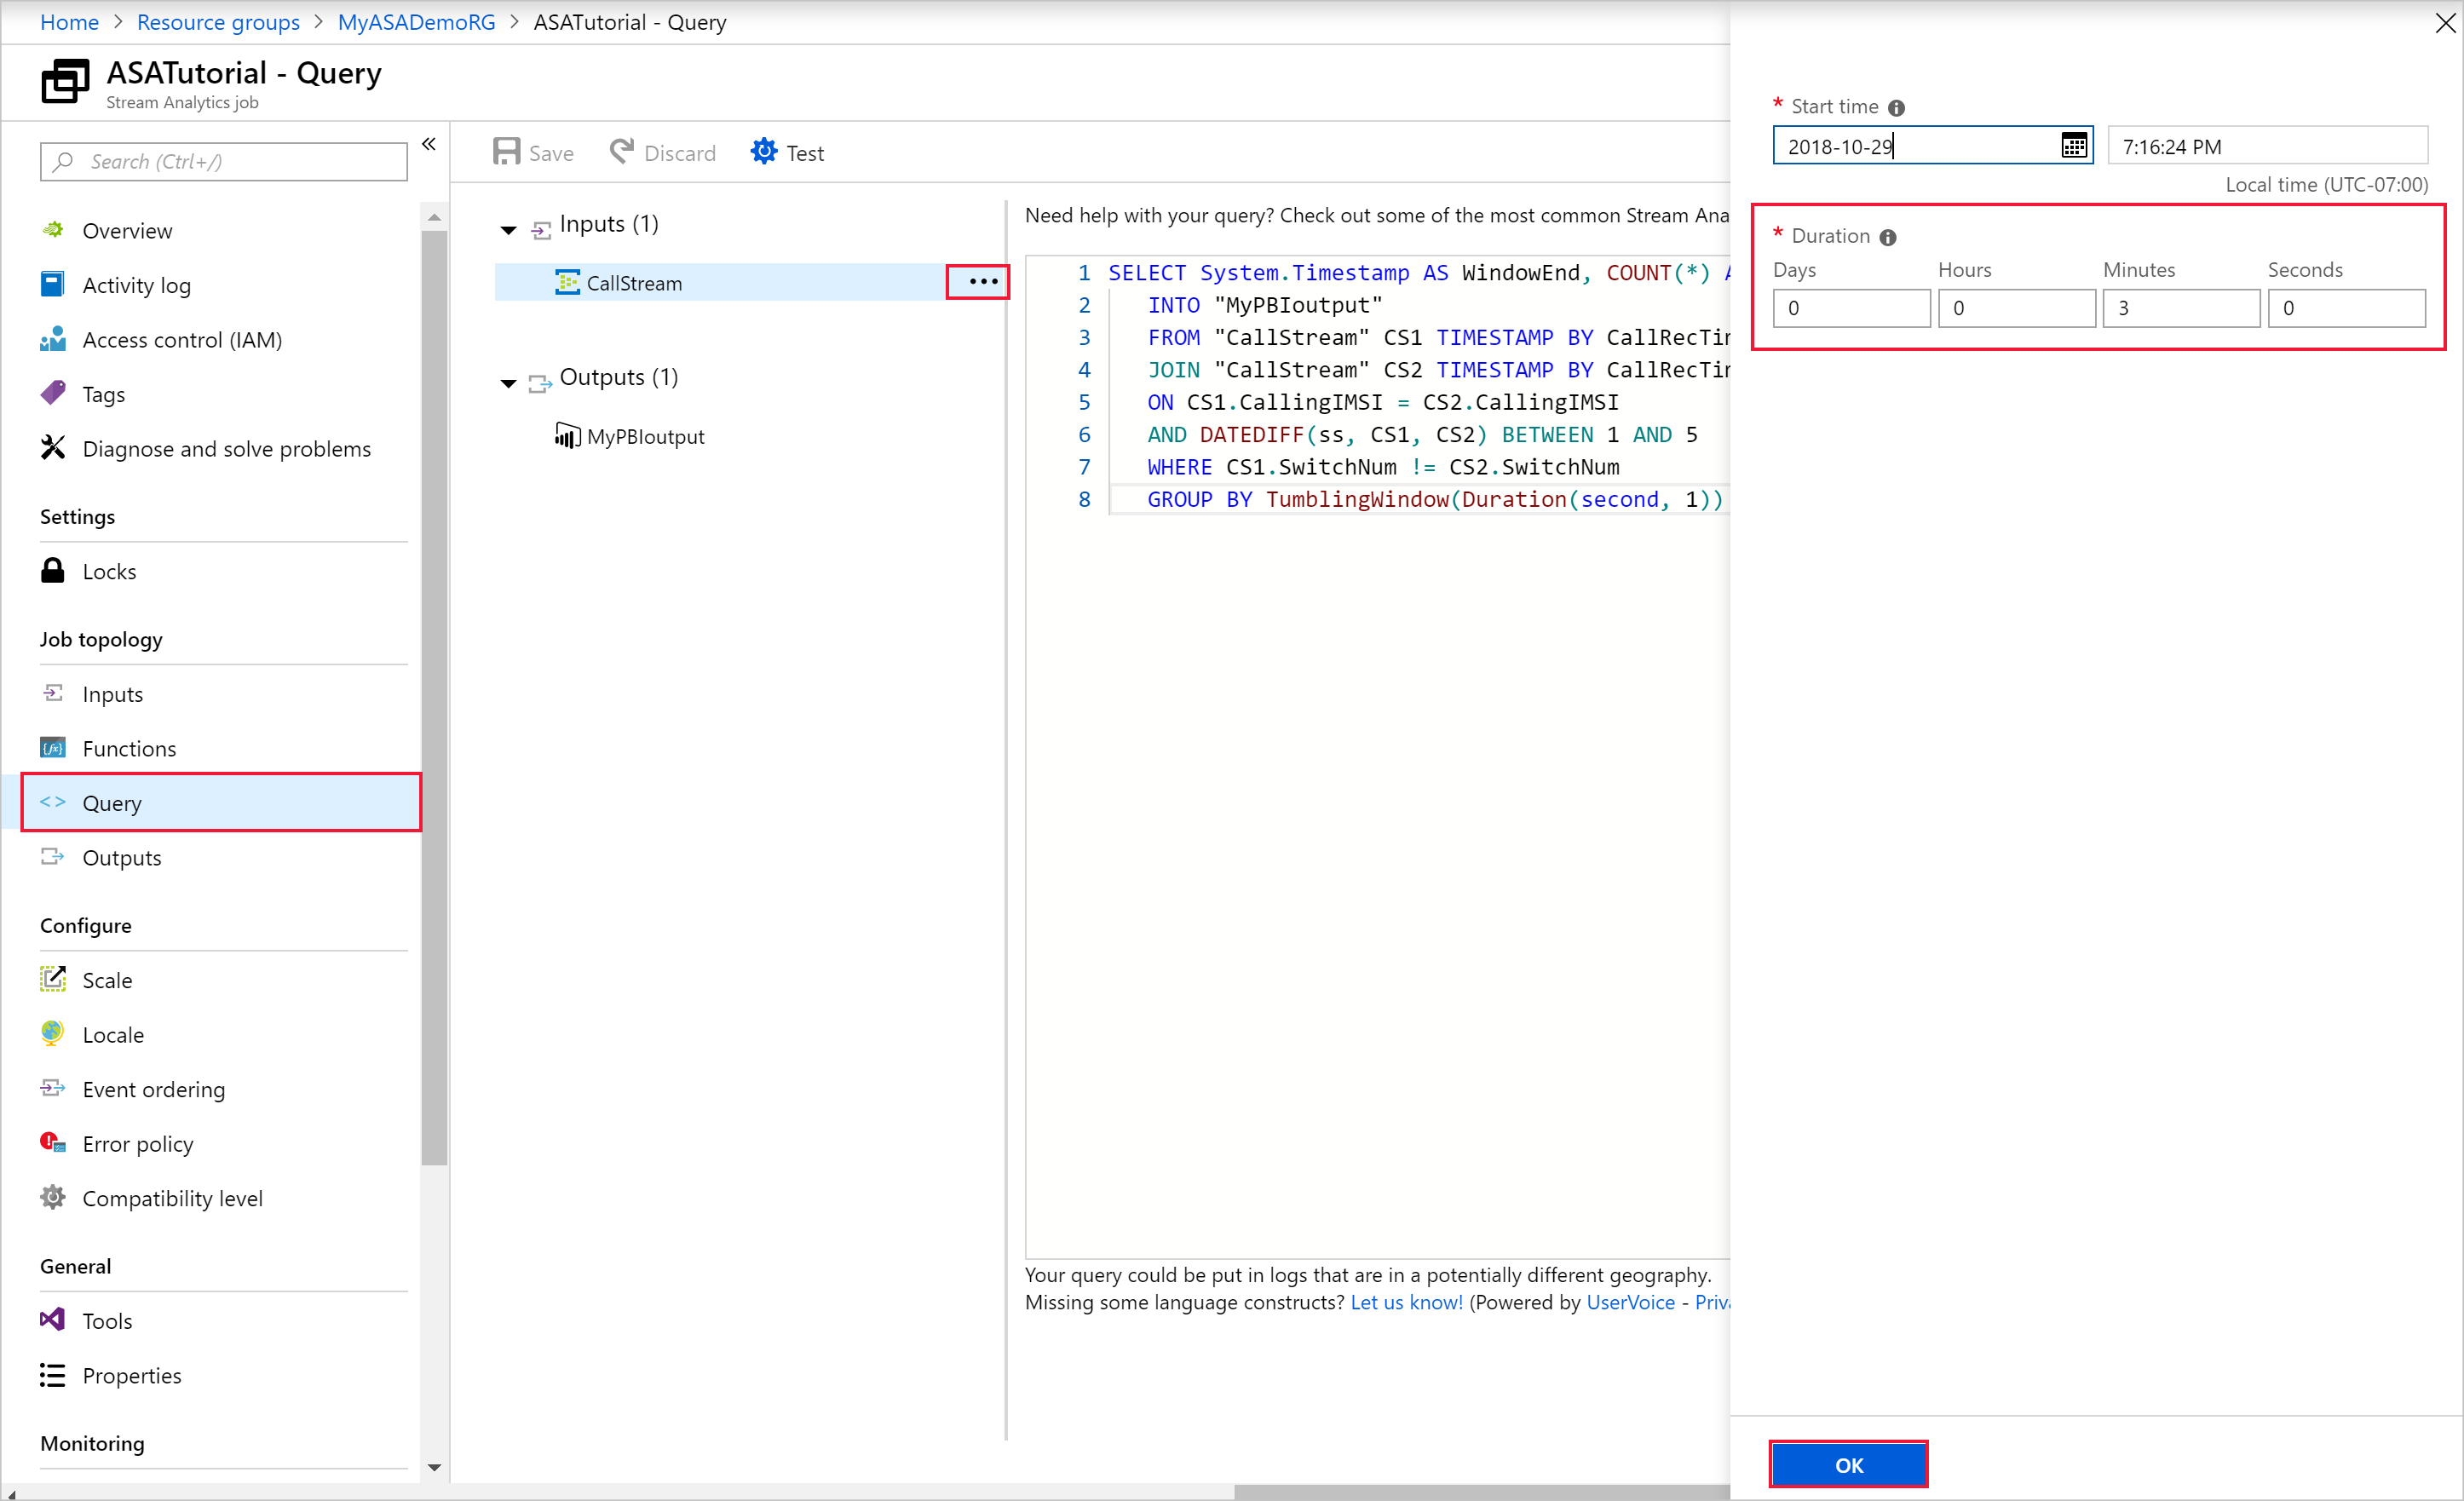 Home > Resource groups > MyASADemoRG > ASATutorial - Query
ASATutorial - Query
Stream Analytics job
Search (Ctrl+/)
Overview
Activity log
Access control (IAM)
Tags
Diagnose and solve problems
Settings
Locks
Job topology
Inputs
Functions
<> Query
Outputs
Configure
Scale
Locale
Event ordering
Error policy
Compatibility level
General
Tools
Properties
Monitoring
Save Discard Test
Inputs (1)
CallStream ...
Outputs (1)
MyPBIoutput
Need help with your query? Check out some of the most common Stream Ana
1 SELECT System.Timestamp AS WindowEnd, COUNT(*) A
2 INTO "MyPBIoutput"
3 FROM "CallStream" CS1 TIMESTAMP BY CallRecTim
4 JOIN "CallStream" CS2 TIMESTAMP BY CallRecTim
5 ON CS1.CallingIMSI = CS2.CallingIMSI
6 AND DATEDIFF(ss, CS1, CS2) BETWEEN 1 AND 5
7 WHERE CS1.SwitchNum != CS2.SwitchNum
8 GROUP BY TumblingWindow(Duration(second, 1))
Your query could be put in logs that are in a potentially different geography.
Missing some language constructs? Let us know! (Powered by UserVoice - Priva
* Start time
2018-10-29 7:16:24 PM
Local time (UTC-07:00)
* Duration
Days Hours Minutes Seconds
0 0 3 0
OK